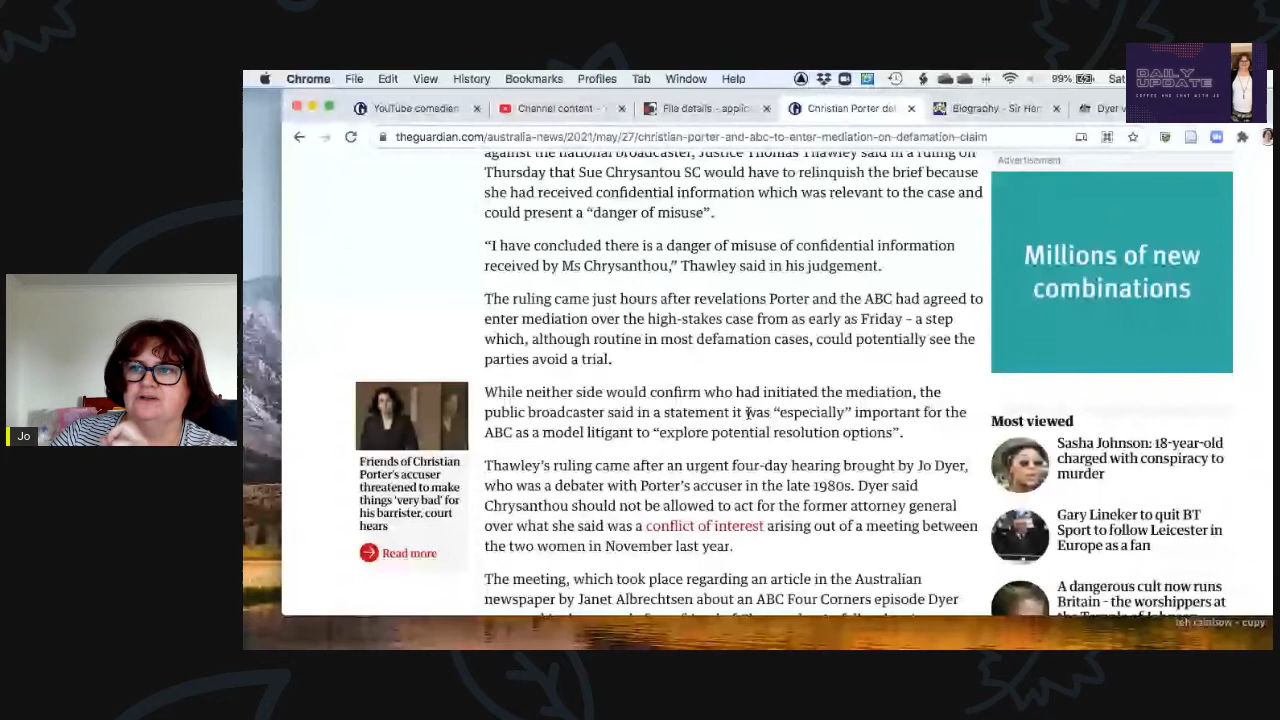 DAILY
UPDATE
COFFEE AND CHAT WITH JO
Chrome File Edit View History Bookmarks Profiles Tab Window Help 99% Sat
YouTube comedien Channel content - File details - applic Christian Porter de Biography - Sir Han Dyer v
theguardian.com/australia-news/2021/may/27/christian-porter-and-abc-to-enter-mediation-on-defamation-claim
against the national broadcaster, Justice Thomas Thawley said in a ruling on
Thursday that Sue Chrysantou SC would have to relinquish the brief because
she had received confidential information which was relevant to the case and
could present a “danger of misuse”.
“I have concluded there is a danger of misuse of confidential information
received by Ms Chrysanthou,” Thawley said in his judgement.
The ruling came just hours after revelations Porter and the ABC had agreed to
enter mediation over the high-stakes case from as early as Friday – a step
which, although routine in most defamation cases, could potentially see the
parties avoid a trial.
While neither side would confirm who had initiated the mediation, the
public broadcaster said in a statement it was “especially” important for the
ABC as a model litigant to “explore potential resolution options”.
Thawley’s ruling came after an urgent four-day hearing brought by Jo Dyer,
who was a debater with Porter’s accuser in the late 1980s. Dyer said
Chrysanthou should not be allowed to act for the former attorney general
over what she said was a conflict of interest arising out of a meeting between
the two women in November last year.
The meeting, which took place regarding an article in the Australian
newspaper by Janet Albrechtsen about an ABC Four Corners episode Dyer
Friends of Christian
Porter’s accuser
threatened to make
things ‘very bad’ for
his barrister, court
hears
Read more
Advertisement
Millions of new
combinations
Most viewed
Sasha Johnson: 18-year-old
charged with conspiracy to
murder
Gary Lineker to quit BT
Sport to follow Leicester in
Europe as a fan
A dangerous cult now runs
Britain – the worshippers at
rainbow - copy
Jo